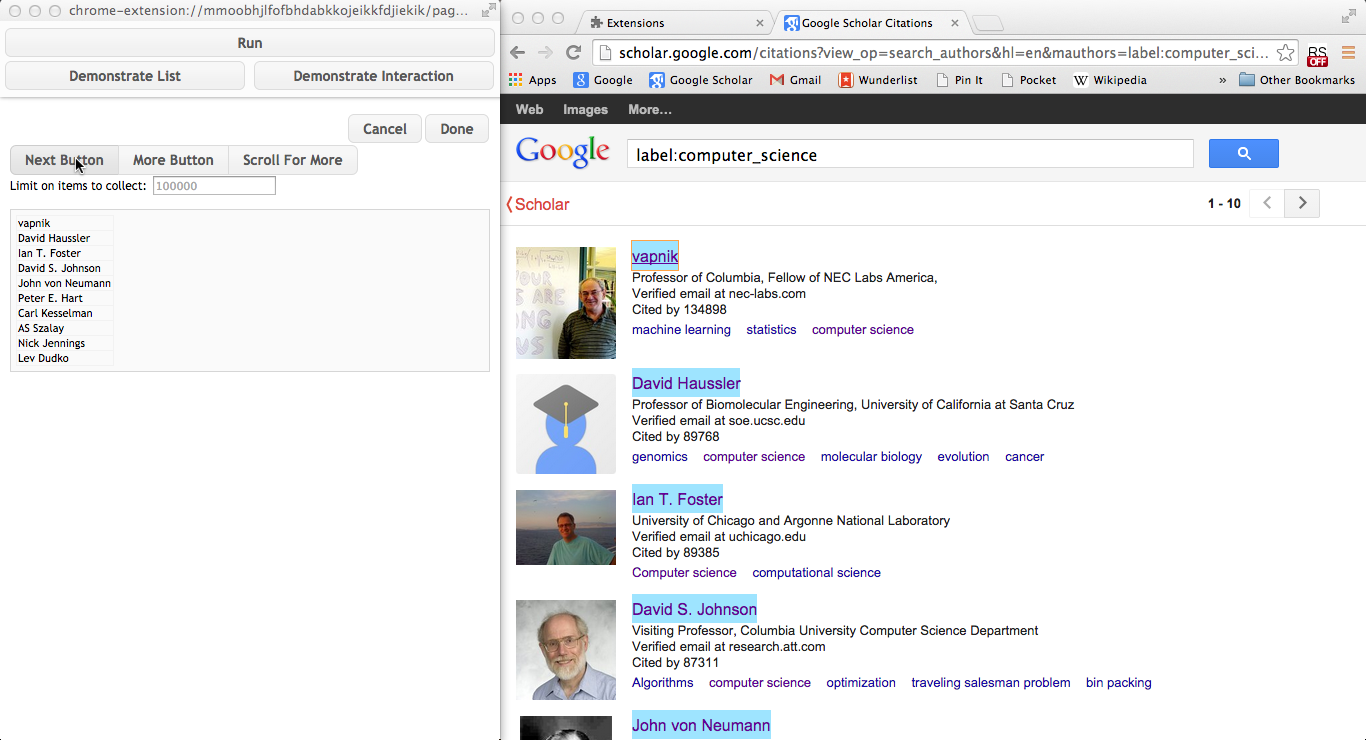 chrome-extension://mmoobhjlfofbhdabkkojeikkfdjiekik/pag...
Run
Demonstrate List
Demonstrate Interaction
Cancel
Done
Next Button
More Button
Scroll For More
Limit on items to collect: 100000
vapnik
David Haussler
Ian T. Foster
David S. Johnson
John von Neumann
Peter E. Hart
Carl Kesselman
AS Szalay
Nick Jennings
Lev Dudko
Extensions
Google Scholar Citations
scholar.google.com/citations?view_op=search_authors&hl=en&mauthors=label:computer_sci...
RS
OFF
Apps
Google
Google Scholar
Gmail
Wunderlist
Pin It
Pocket
W Wikipedia
»
Other Bookmarks
Web Images More...
Google
label:computer_science
Scholar
1 - 10
vapnik
Professor of Columbia, Fellow of NEC Labs America,
Verified email at nec-labs.com
Cited by 134898
machine learning statistics computer science
David Haussler
Professor of Biomolecular Engineering, University of California at Santa Cruz
Verified email at soe.ucsc.edu
Cited by 89768
genomics computer science molecular biology evolution cancer
Ian T. Foster
University of Chicago and Argonne National Laboratory
Verified email at uchicago.edu
Cited by 89385
Computer science computational science
David S. Johnson
Visiting Professor, Columbia University Computer Science Department
Verified email at research.att.com
Cited by 87311
Algorithms computer science optimization traveling salesman problem bin packing
John von Neumann